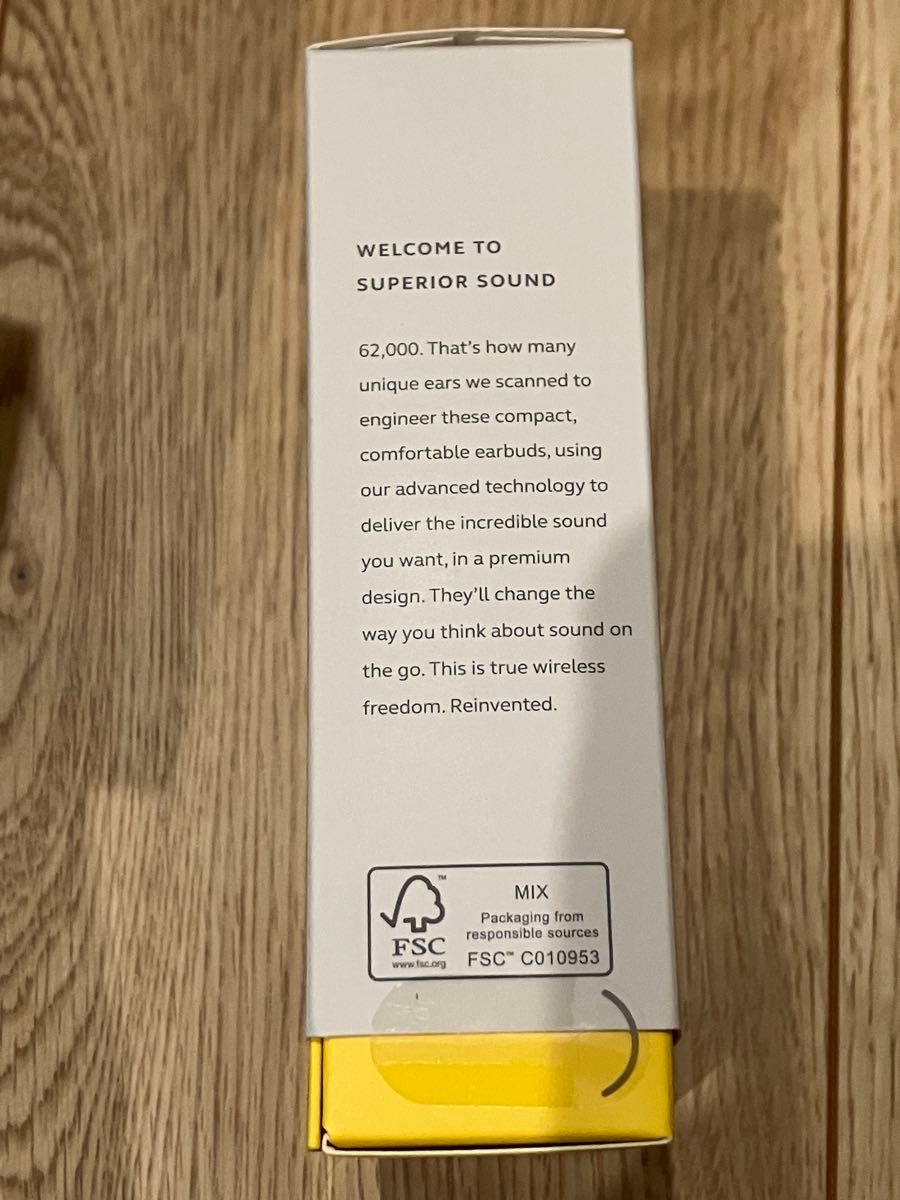 WELCOME TO
SUPERIOR SOUND
62,000. That's how many
unique ears we scanned to
engineer these compact,
comfortable earbuds, using
our advanced technology to
deliver the incredible sound
you want, in a premium
design. They'll change the
way you think about sound on
the go. This is true wireless
freedom. Reinvented.
FSC™
www.fsc.org
MIX
Packaging from
responsible sources
FSC™ C010953